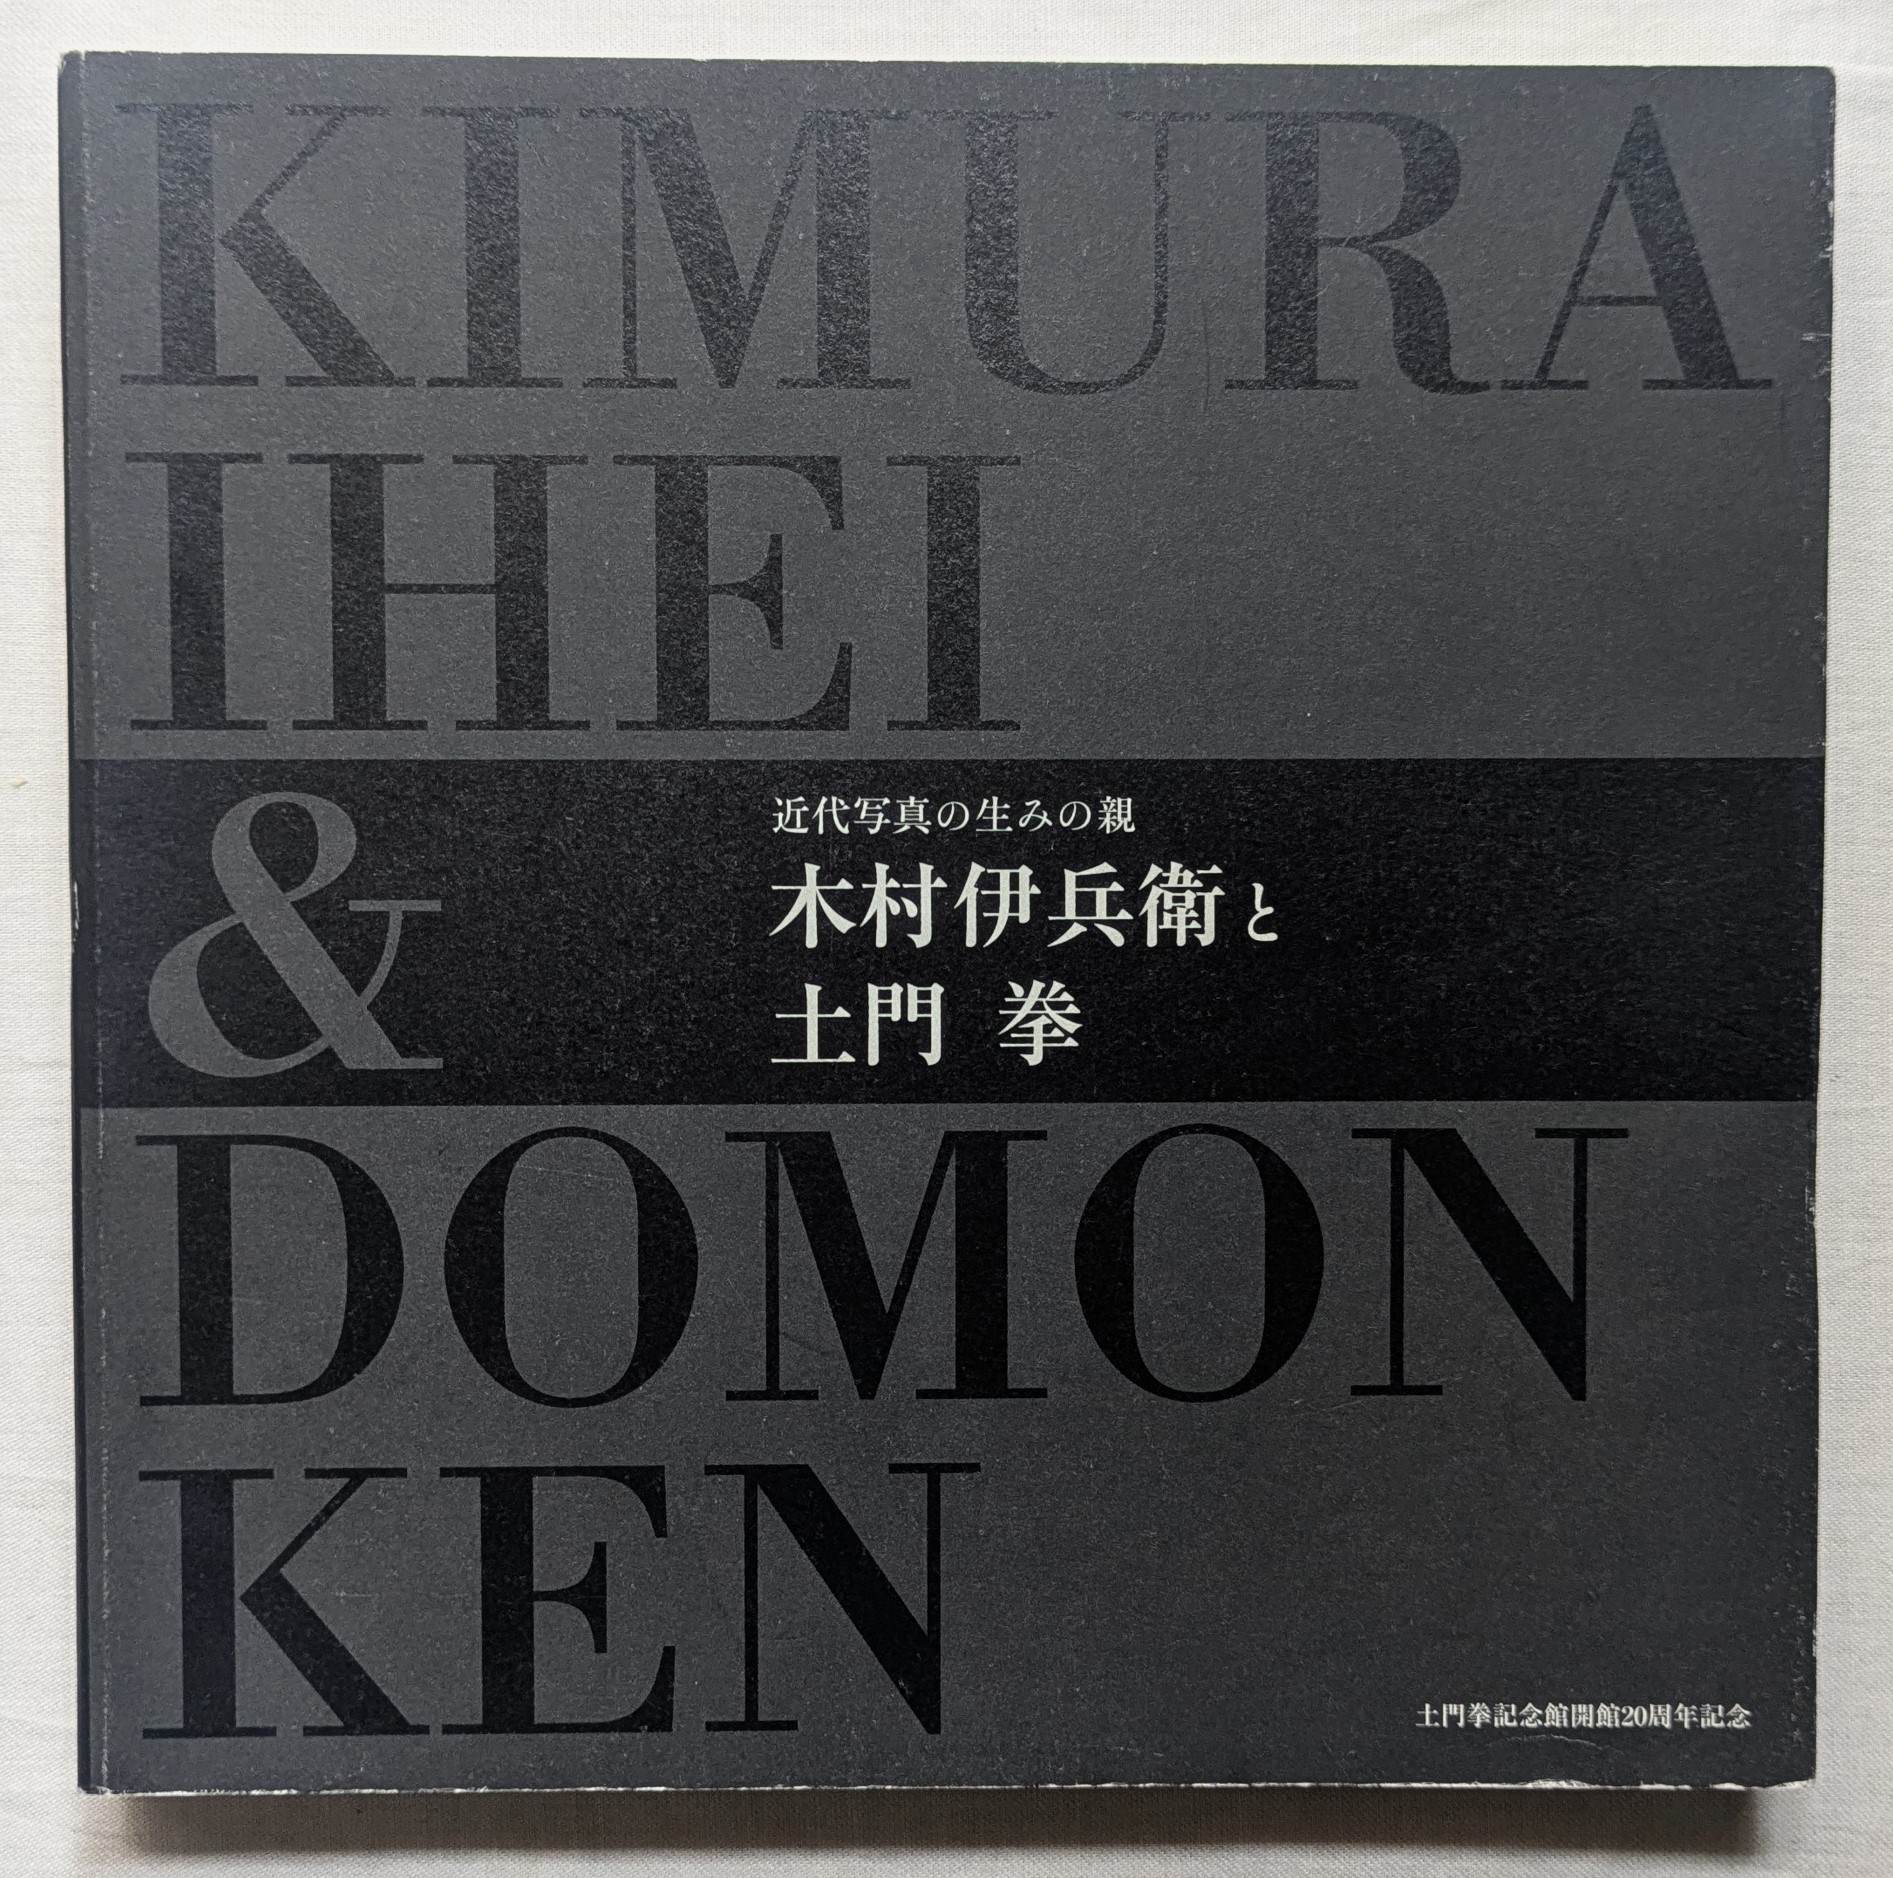 KIMURA
IHEI
&
近代写真の生みの親
木村伊兵衛と
土門 拳
DOMON
KEN
土門拳記念館開館20周年記念